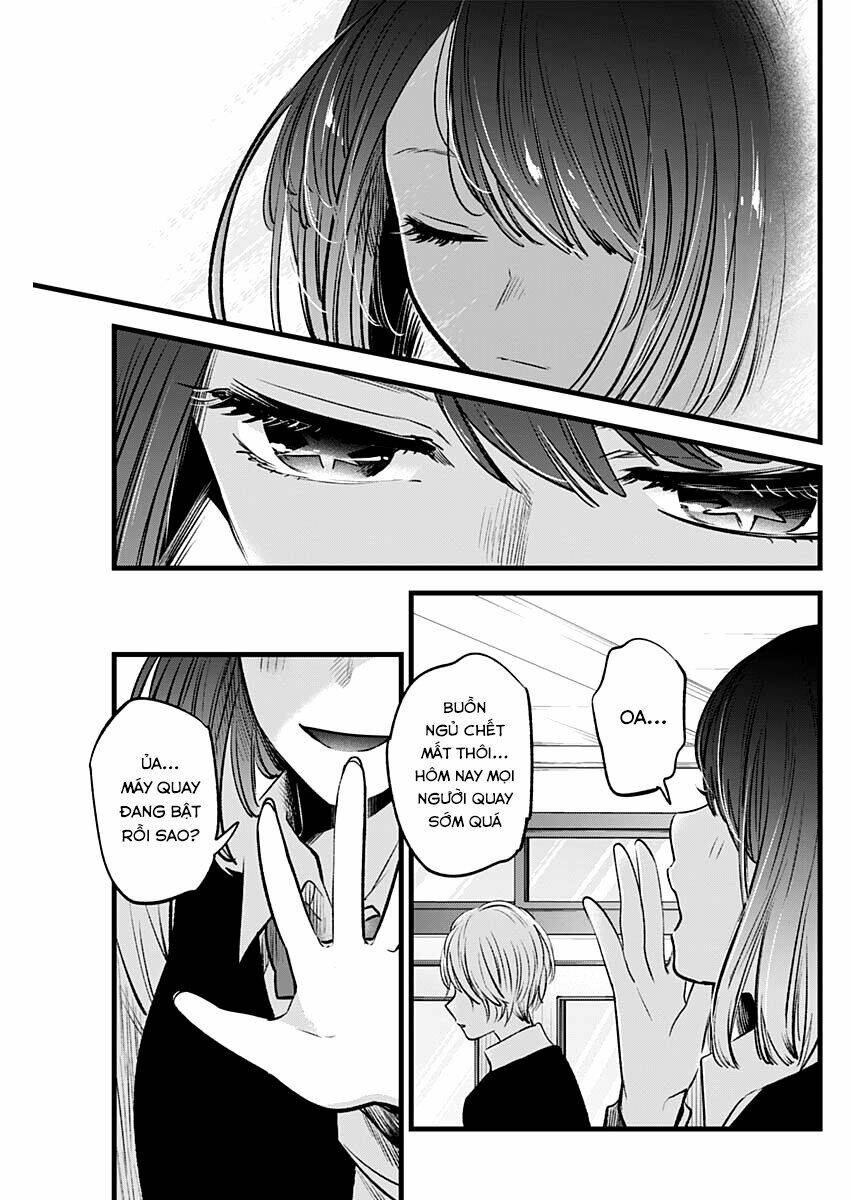 OA...
BUỒN
NGỦ CHẾT
MẤT THÔI...
HÔM NAY MỌI
NGƯỜI QUAY
SỚM QUÁ
ỦA...
MÁY QUAY
ĐANG BẬT
RỒI SAO?